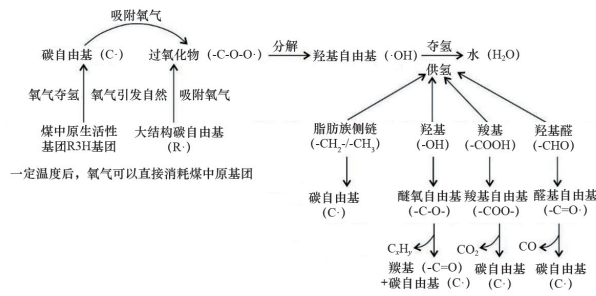 吸附氧气
碳自由基（C·） 过氧化物（-C-O-O·） 分解 羟基自由基（·OH） 夺氢 水（H₂O）
供氢
氧气夺氢 氧气引发自然 吸附氧气
煤中原生活性
基团R3H基团
大结构碳自由基
（R·）
一定温度后，氧气可以直接消耗煤中原基团
脂肪族侧链
（-CH₂-/-CH₃）
羟基
（-OH）
羧基
（-COOH）
羟基醛
（-CHO）
碳自由基
（C·）
醚氧自由基
（-C-O-）
羧基自由基
（-COO-）
醛基自由基
（-C=O·）
CₓHᵧ CO₂ CO
羰基（-C=O）
+碳自由基（C·）
碳自由基
（C·）
碳自由基
（C·）